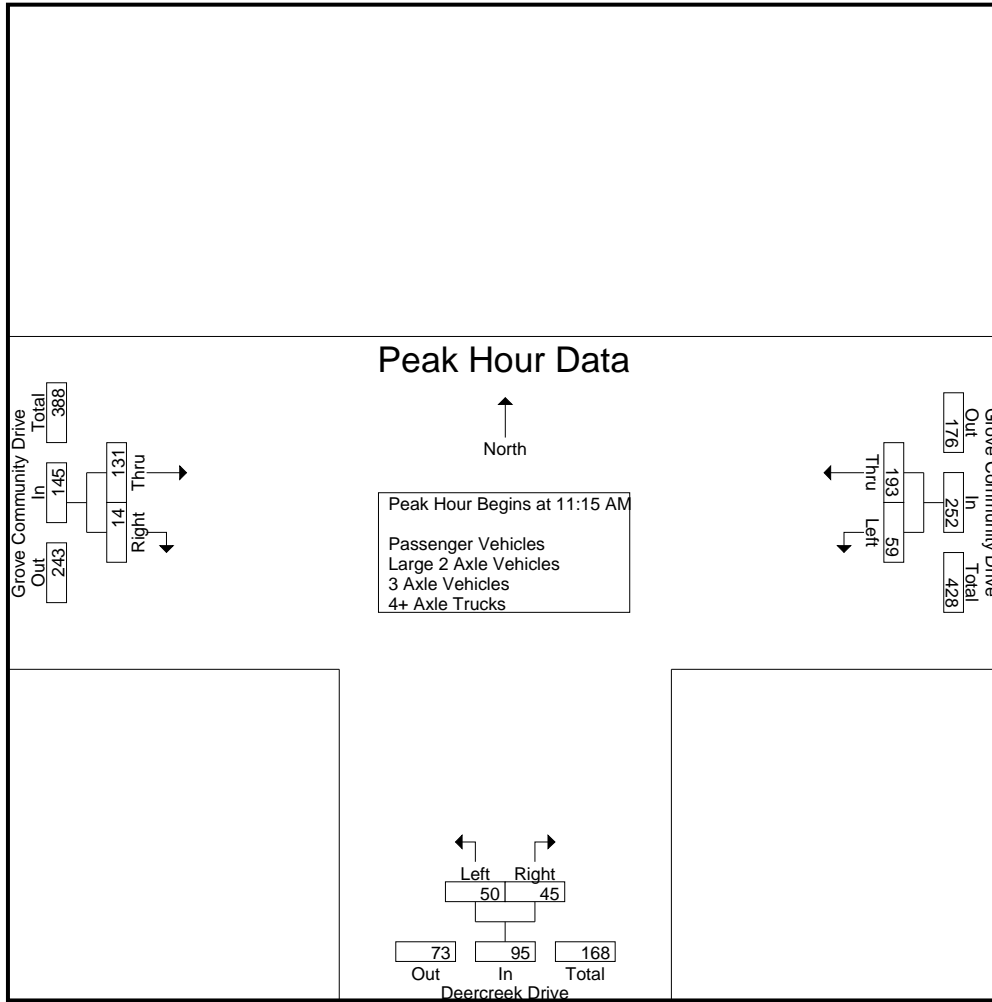 Peak Hour Data
North
Peak Hour Begins at 11:15 AM
Passenger Vehicles
Large 2 Axle Vehicles
3 Axle Vehicles
4+ Axle Trucks
Grove Community Drive
Out In Total
243 145 388
Right Thru
14 131
Grove Community Drive
Out In Total
176 252 428
Thru Left
193 59
Left Right
50 45
73 95 168
Out In Total
Deercreek Drive